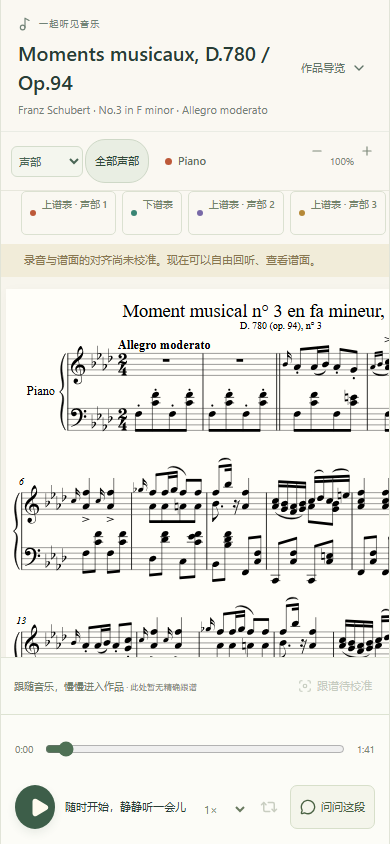 一起听见音乐
Moments musicaux, D.780 /
Op.94
作品导览
Franz Schubert · No.3 in F minor · Allegro moderato
声部
全部声部
Piano
− 100% +
上谱表 · 声部 1
下谱表
上谱表 · 声部 2
上谱表 · 声部 3
录音与谱面的对齐尚未校准。现在可以自由回听、查看谱面。
Moment musical n° 3 en fa mineur,
D. 780 (op. 94), n° 3
Allegro moderato
Piano
6
13
跟随音乐，慢慢进入作品 · 此处暂无精确跟谱
跟谱待校准
0:00
1:41
随时开始，静静听一会儿
1×
问问这段